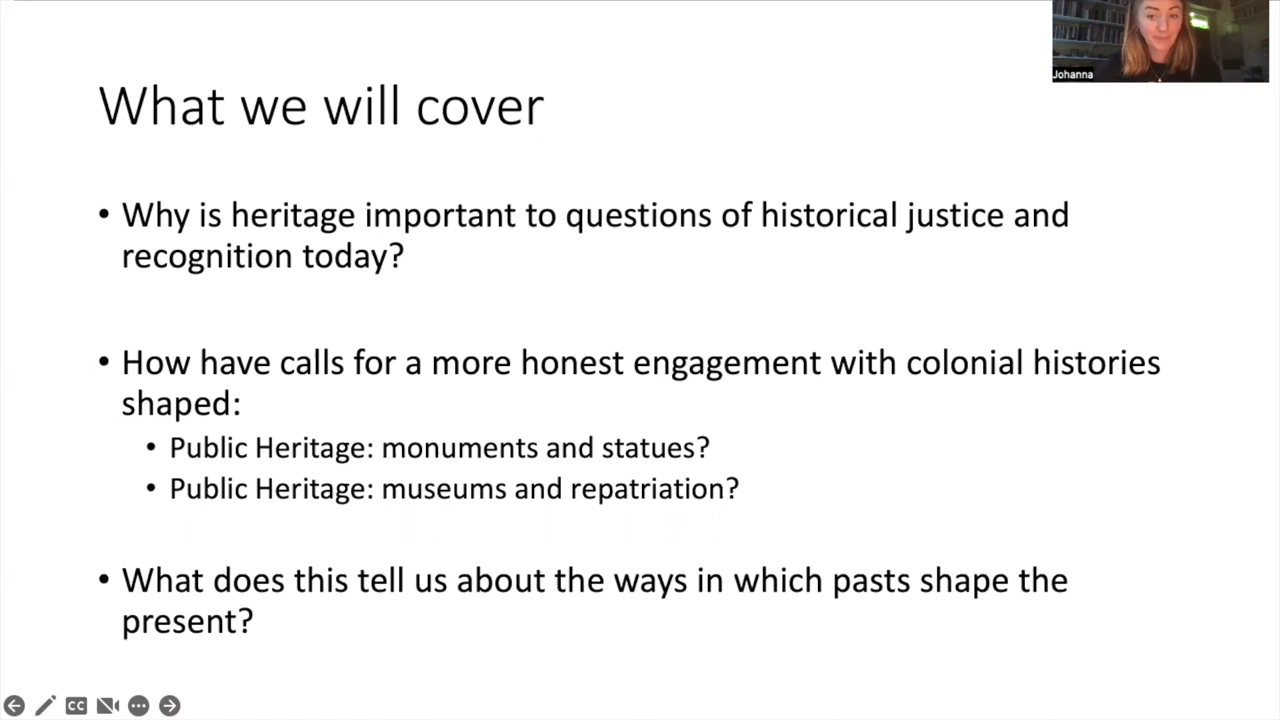 Johanna
What we will cover
• Why is heritage important to questions of historical justice and
recognition today?
• How have calls for a more honest engagement with colonial histories
shaped:
• Public Heritage: monuments and statues?
• Public Heritage: museums and repatriation?
• What does this tell us about the ways in which pasts shape the
present?
CC